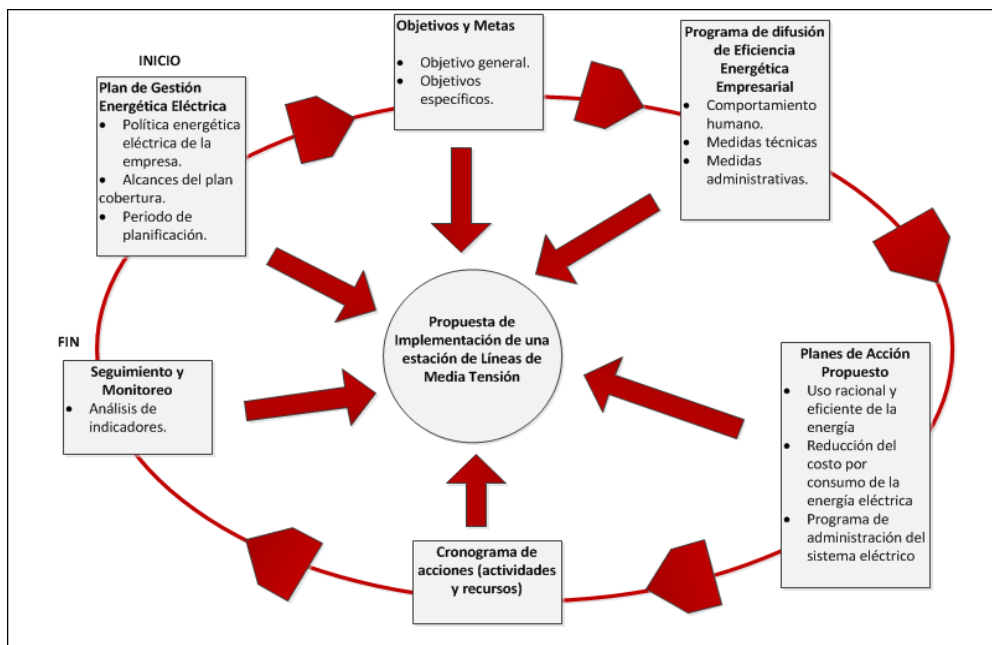 INICIO
Plan de Gestión
Energética Eléctrica
• Política energética
eléctrica de la
empresa.
• Alcances del plan
cobertura.
• Periodo de
planificación.
Objetivos y Metas
• Objetivo general.
• Objetivos
específicos.
Programa de difusión
de Eficiencia
Energética
Empresarial
• Comportamiento
humano.
• Medidas técnicas
• Medidas
administrativas.
Propuesta de
Implementación de una
estación de Líneas de
Media Tensión
Planes de Acción
Propuesto
• Uso racional y
eficiente de la
energía
• Reducción del
costo por
consumo de la
energía eléctrica
• Programa de
administración del
sistema eléctrico
Cronograma de
acciones (actividades
y recursos)
FIN
Seguimiento y
Monitoreo
• Análisis de
indicadores.